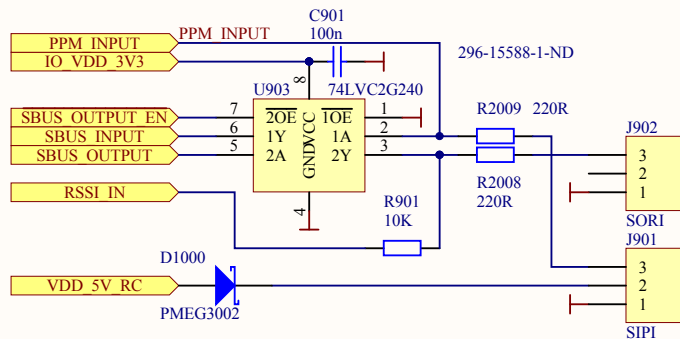 C901
PPM_INPUT PPM_INPUT 100n
IO_VDD_3V3 296-15588-1-ND
8
U903 74LVC2G240
SBUS_OUTPUT_EN 7 2OE VCC 1OE 1 R2009 220R
SBUS_INPUT 6 1Y 1A 2 J902
SBUS_OUTPUT 5 2A GND 2Y 3 3
R2008 2
RSSI_IN 4 R901 220R 1
10K SORI
J901
D1000 3
VDD_5V_RC 2
PMEG3002 1
SIPI